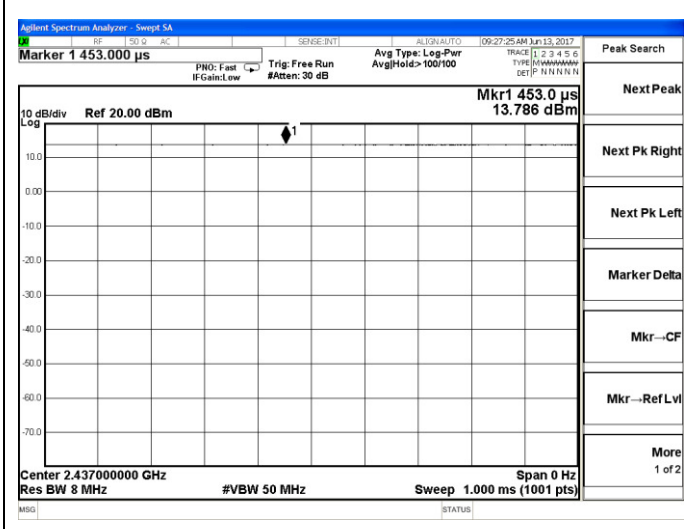 Agilent Spectrum Analyzer - Swept SA
RF 50 Ω AC SENSE:INT ALIGNAUTO 09:27:25 AM Jun 13, 2017
Marker 1 453.000 µs
PNO: Fast
IFGain:Low
Trig: Free Run
#Atten: 30 dB
Avg Type: Log-Pwr
Avg|Hold:>100/100
TRACE 1 2 3 4 5 6
TYPE MWWWWW
DET P N N N N N
Peak Search
Mkr1 453.0 µs
13.786 dBm
10 dB/div Ref 20.00 dBm
Log
1
10.0
0.00
-10.0
-20.0
-30.0
-40.0
-50.0
-60.0
-70.0
Next Peak
Next Pk Right
Next Pk Left
Marker Delta
Mkr→CF
Mkr→Ref Lvl
More
1 of 2
Center 2.437000000 GHz Span 0 Hz
Res BW 8 MHz #VBW 50 MHz Sweep 1.000 ms (1001 pts)
MSG STATUS